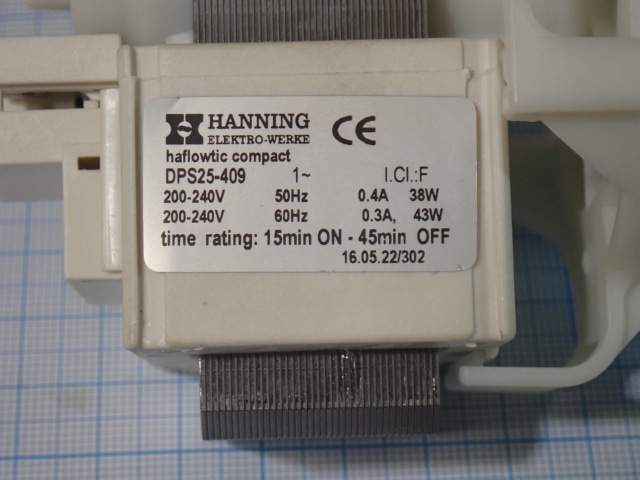 HANNING
ELEKTRO-WERKE
CE
haflowtic compact
DPS25-409 1~ I.Cl.:F
200-240V 50Hz 0.4A 38W
200-240V 60Hz 0.3A, 43W
time rating: 15min ON - 45min OFF
16.05.22/302